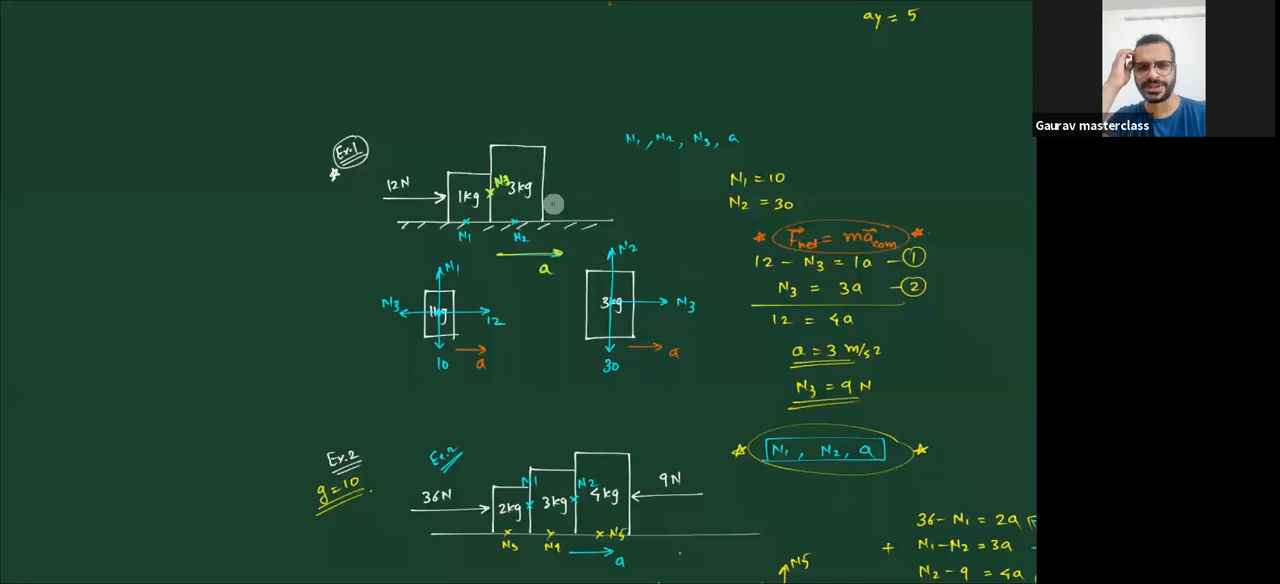 ay = 5
Gaurav masterclass
Ex.1
12N
1kg
N3
3kg
N1
N2
a
N1, N2, N3, a
N1 = 10
N2 = 30
Fnet = macom
12 - N3 = 1a - 1
N3 = 3a - 2
12 = 4a
a = 3 m/s2
N3 = 9 N
N1
N3
1kg
12
10
a
N2
3kg
N3
30
a
Ex.2
g=10
Ex.2
36N
2kg
N1
3kg
N2
4kg
9N
N3
N4
N5
a
N1, N2, a
36 - N1 = 2a
+ N1 - N2 = 3a
N2 - 9 = 4a
N5